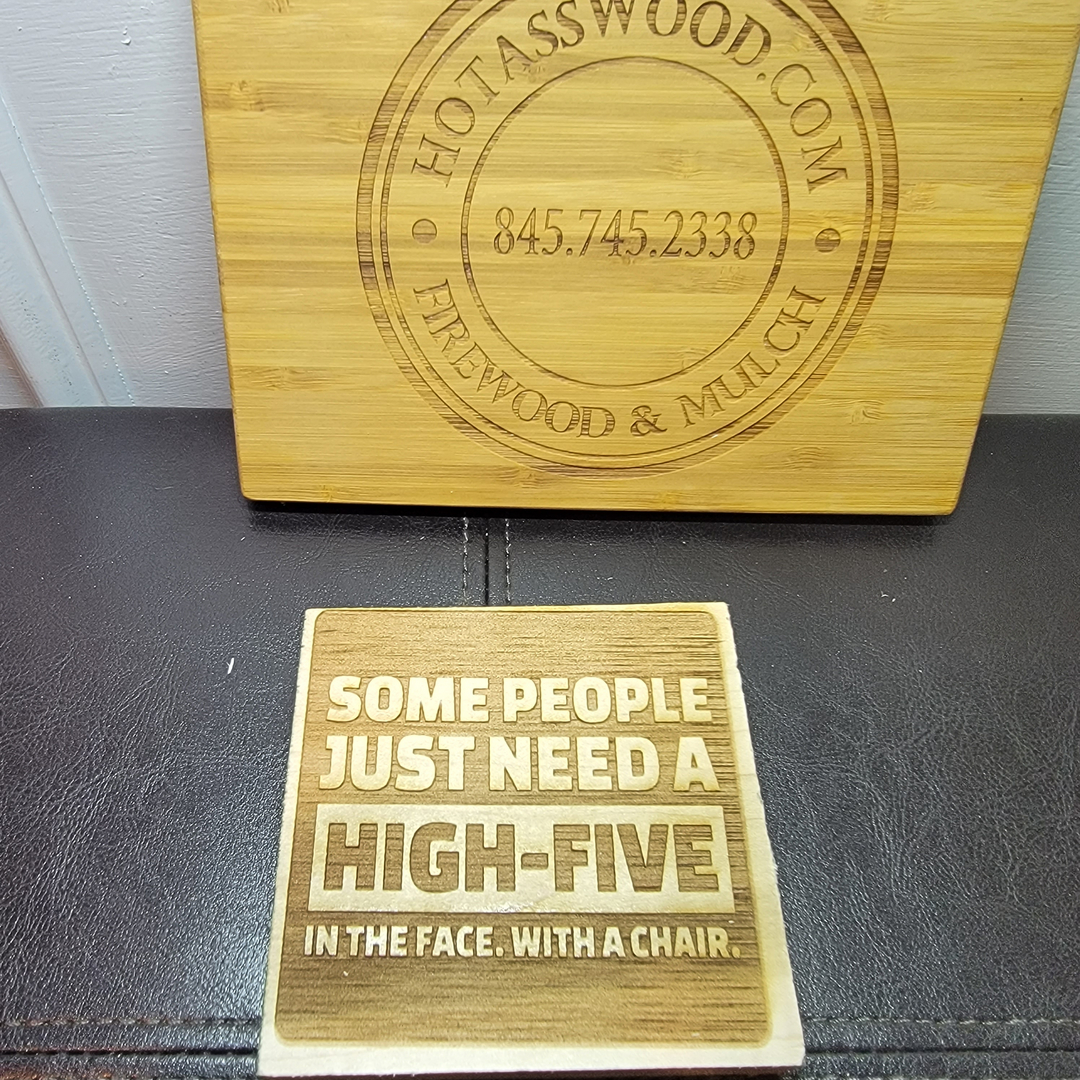 HOTASSWOOD.COM
845.745.2338
FIREWOOD & MULCH
SOME PEOPLE
JUST NEED A
HIGH-FIVE
IN THE FACE. WITH A CHAIR.